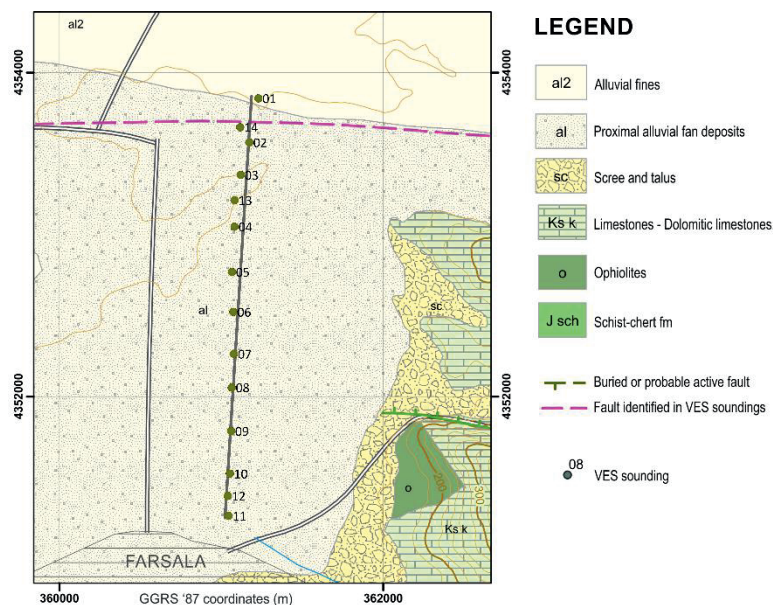 al2
4354000
4354000
01
14
02
03
13
04
05
al
06
07
08
09
10
12
11
sc
4352000
4352000
o
200
300
Ks k
FARSALA
360000
GGRS '87 coordinates (m)
362000
LEGEND
al2 Alluvial fines
al Proximal alluvial fan deposits
sc Scree and talus
Ks k Limestones - Dolomitic limestones
o Ophiolites
J sch Schist-chert fm
Buried or probable active fault
Fault identified in VES soundings
08
VES sounding